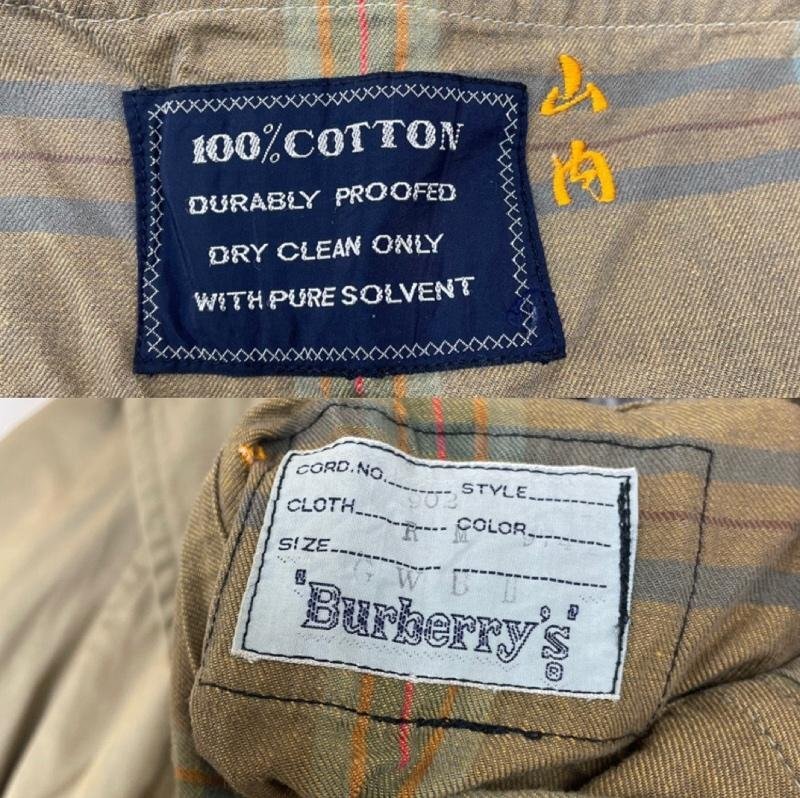 100% COTTON
DURABLY PROOFED
DRY CLEAN ONLY
WITH PURE SOLVENT
山内
CORD.NO. STYLE
902
CLOTH COLOR
R M
SIZE
G W B
'Burberry's'
®